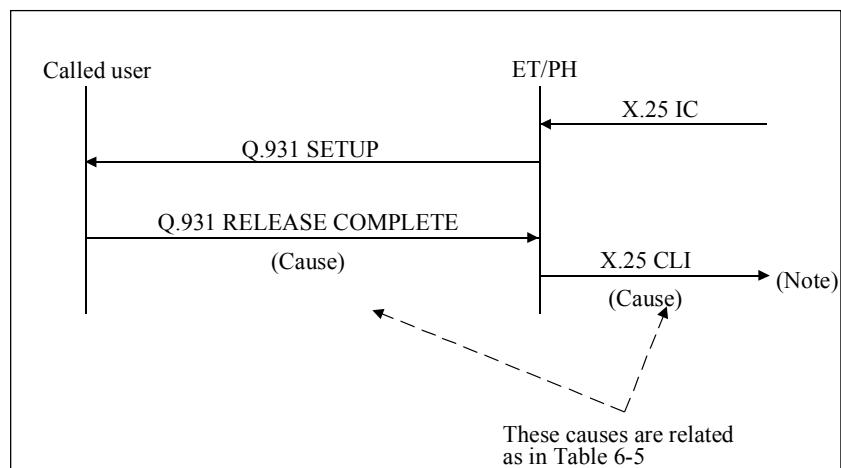 Called user
ET/PH
X.25 IC
Q.931 SETUP
Q.931 RELEASE COMPLETE
(Cause)
X.25 CLI
(Cause)
(Note)
These causes are related
as in Table 6-5